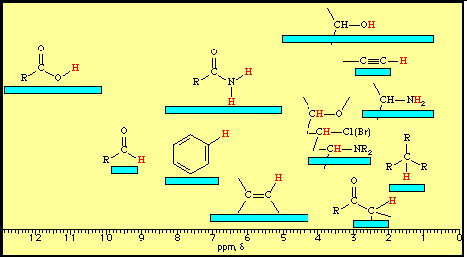 CH—OH
O
R
O
H
O
R
N
H
H
C≡C—H
CH—NH2
CH
O
CH—Cl(Br)
CH—NR2
O
C
R
H
H
C
R
R
R
H
C=C
H
O
R
C
C
H
12 11 10 9 8 7 6 5 4 3 2 1 0
ppm, δ